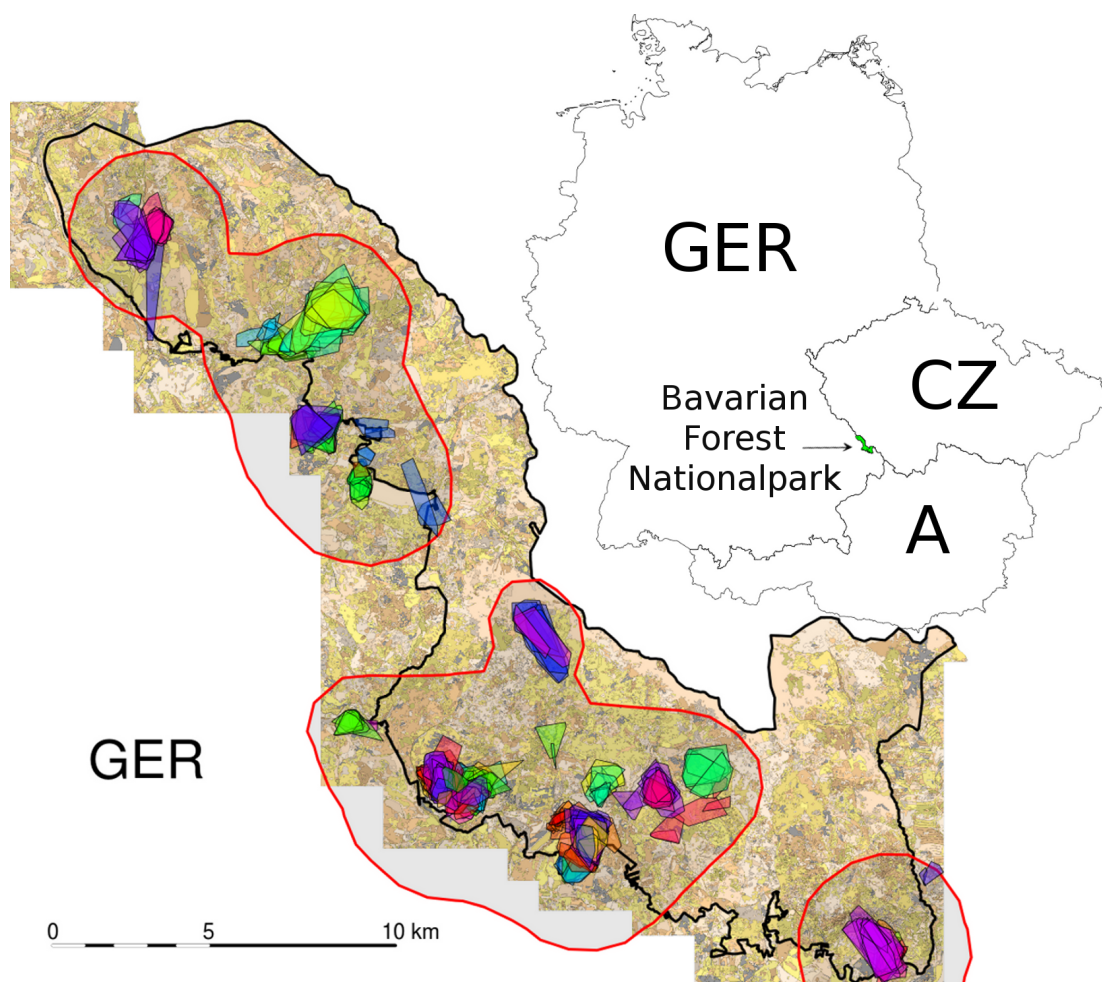 GER
CZ
Bavarian
Forest
Nationalpark
A
GER
0 5 10 km